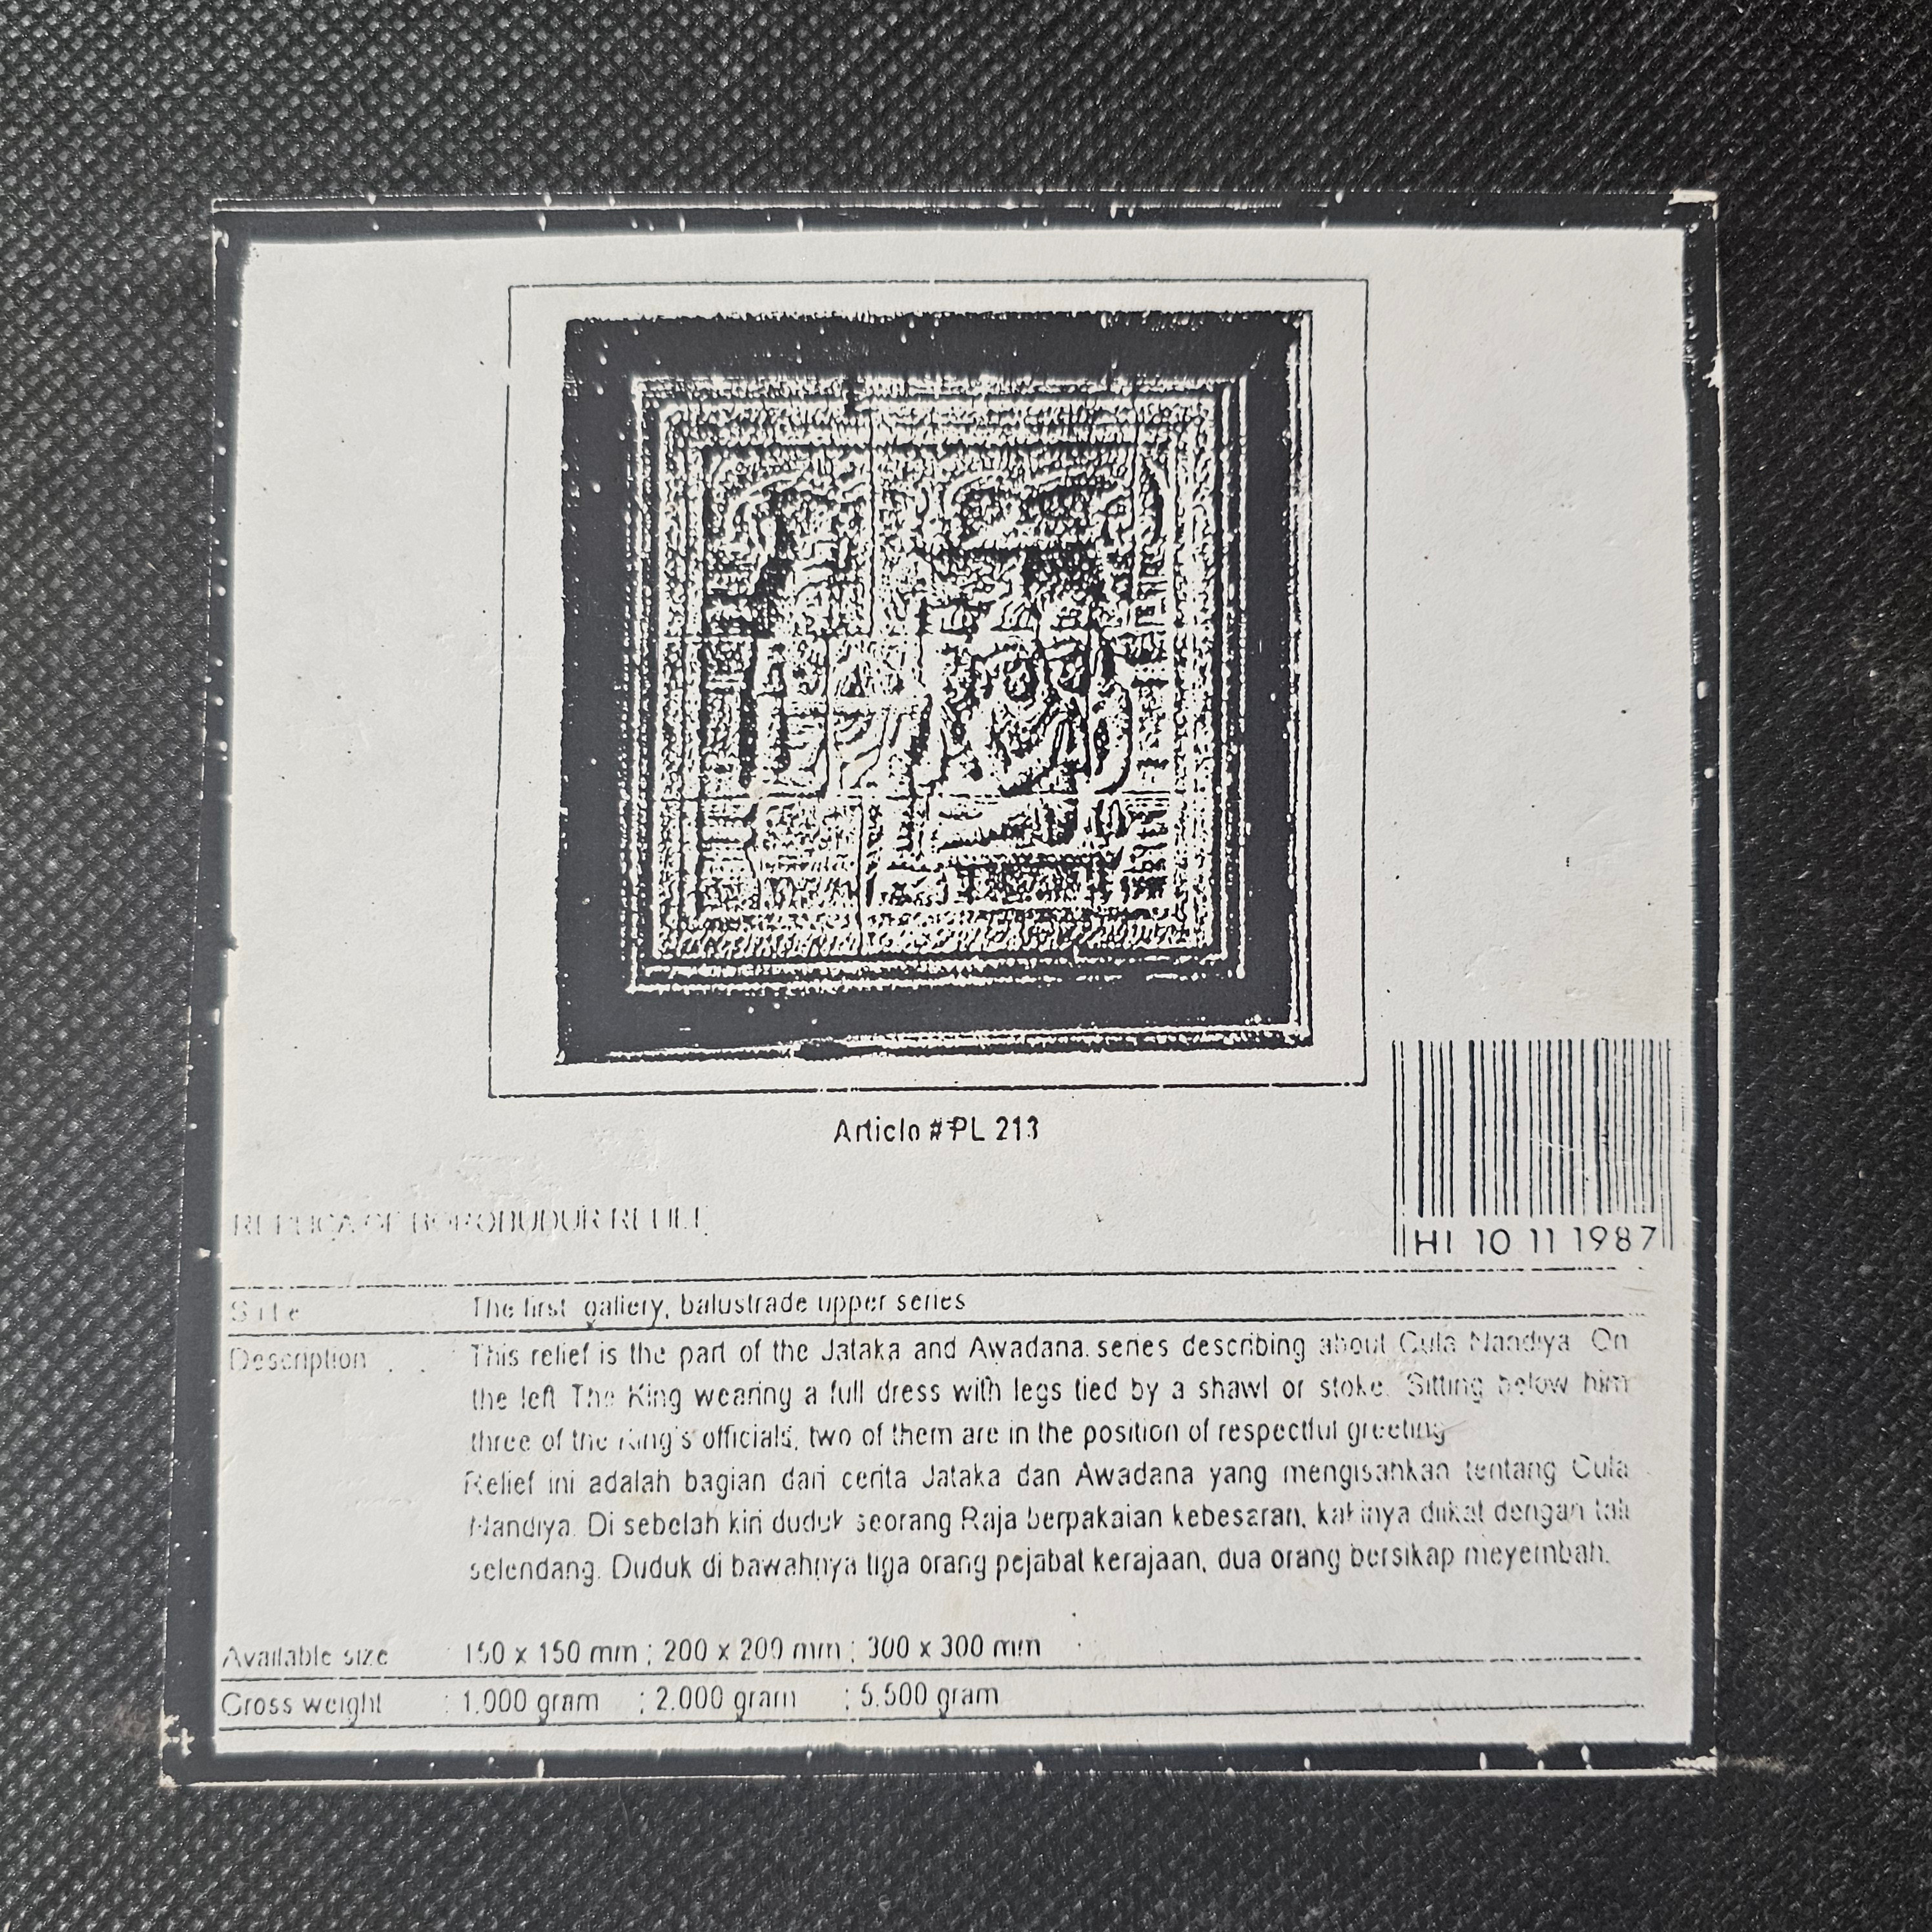 Article # PL 213
REPLICA OF BOROBUDUR RELIEF
HI 10 11 1987
Site The first gallery, balustrade upper series
Description : This relief is the part of the Jataka and Awadana series describing about Cula Nandiya. On
the left The King wearing a full dress with legs tied by a shawl or stoke. Sitting below him
three of the King's officials, two of them are in the position of respectful greeting
Relief ini adalah bagian dari cerita Jataka dan Awadana yang mengisahkan tentang Cula
Nandiya. Di sebelah kiri duduk seorang Raja berpakaian kebesaran, kakinya diikat dengan tali
selendang. Duduk di bawahnya tiga orang pejabat kerajaan, dua orang bersikap meyembah.
Available size : 150 x 150 mm ; 200 x 200 mm ; 300 x 300 mm
Gross weight : 1.000 gram ; 2.000 gram ; 5.500 gram